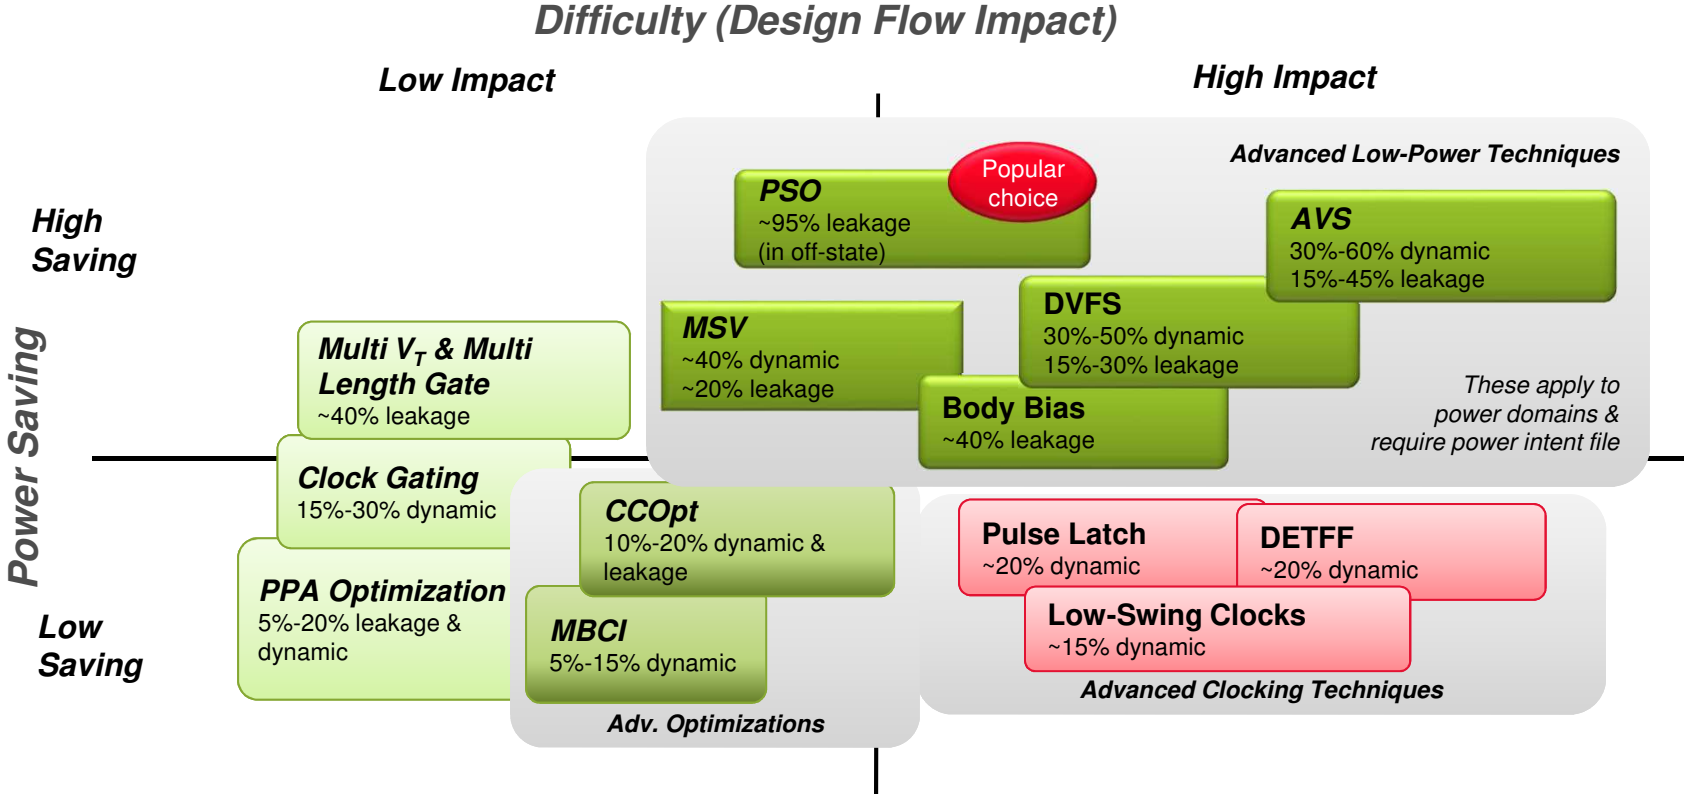 Difficulty (Design Flow Impact)
Low Impact
High Impact
Power Saving
High
Saving
Low
Saving
Advanced Low-Power Techniques
PSO
~95% leakage
(in off-state)
Popular
choice
AVS
30%-60% dynamic
15%-45% leakage
MSV
~40% dynamic
~20% leakage
DVFS
30%-50% dynamic
15%-30% leakage
Body Bias
~40% leakage
These apply to
power domains &
require power intent file
Multi VT & Multi
Length Gate
~40% leakage
Clock Gating
15%-30% dynamic
PPA Optimization
5%-20% leakage &
dynamic
CCOpt
10%-20% dynamic &
leakage
MBCI
5%-15% dynamic
Adv. Optimizations
Pulse Latch
~20% dynamic
DETFF
~20% dynamic
Low-Swing Clocks
~15% dynamic
Advanced Clocking Techniques